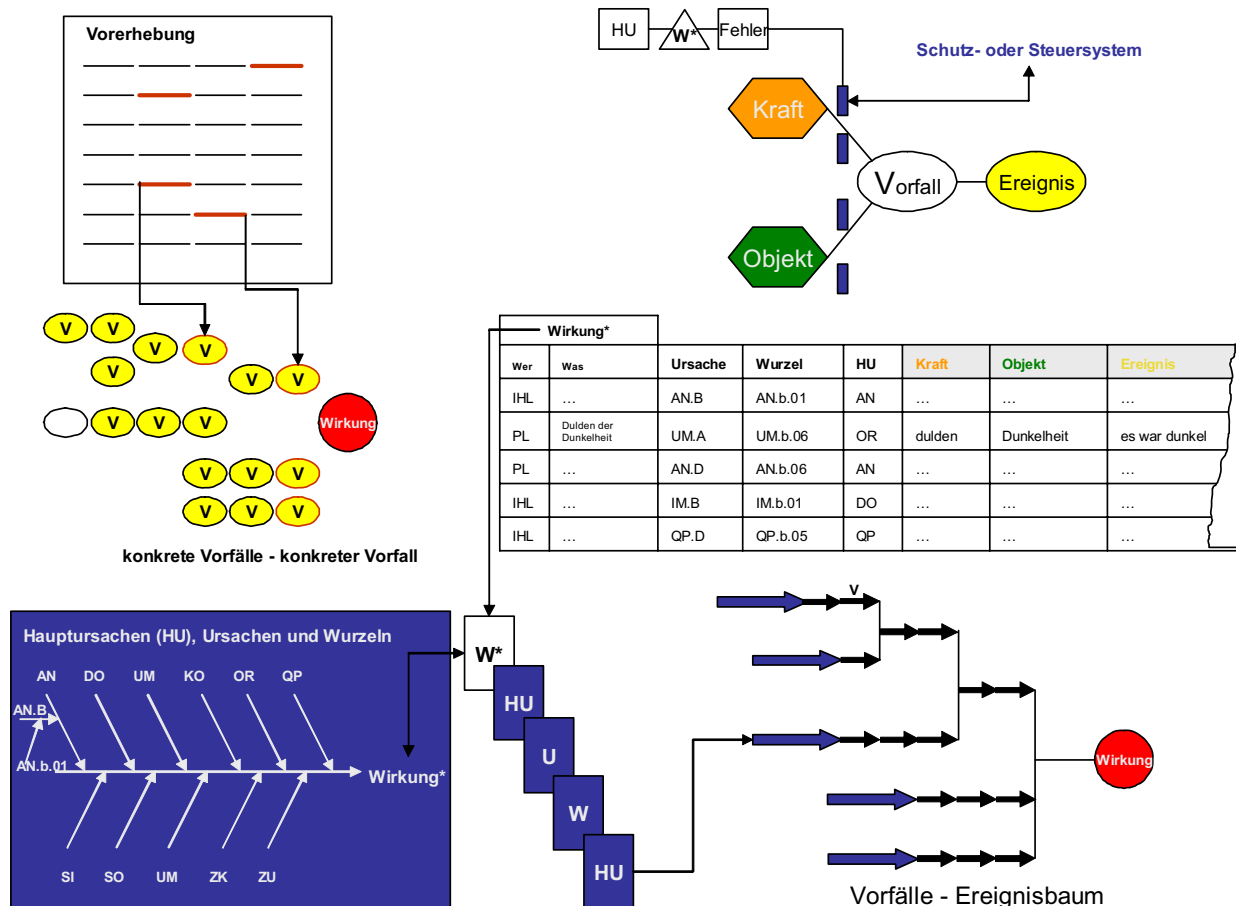 Vorerhebung
HU
W*
Fehler
Schutz- oder Steuersystem
Kraft
Vorfall
Ereignis
Objekt
V V
V V
V
V V
V V V
Wirkung
V V V
V V V
konkrete Vorfälle - konkreter Vorfall
Wirkung*
Wer Was Ursache Wurzel HU Kraft Objekt Ereignis
IHL … AN.B AN.b.01 AN … … …
PL Dulden der Dunkelheit UM.A UM.b.06 OR dulden Dunkelheit es war dunkel
PL … AN.D AN.b.06 AN … … …
IHL … IM.B IM.b.01 DO … … …
IHL … QP.D QP.b.05 QP … … …
Hauptursachen (HU), Ursachen und Wurzeln
AN DO UM KO OR QP
AN.B
AN.b.01
Wirkung*
SI SO UM ZK ZU
W*
HU
U
W
HU
V
Wirkung
Vorfälle - Ereignisbaum